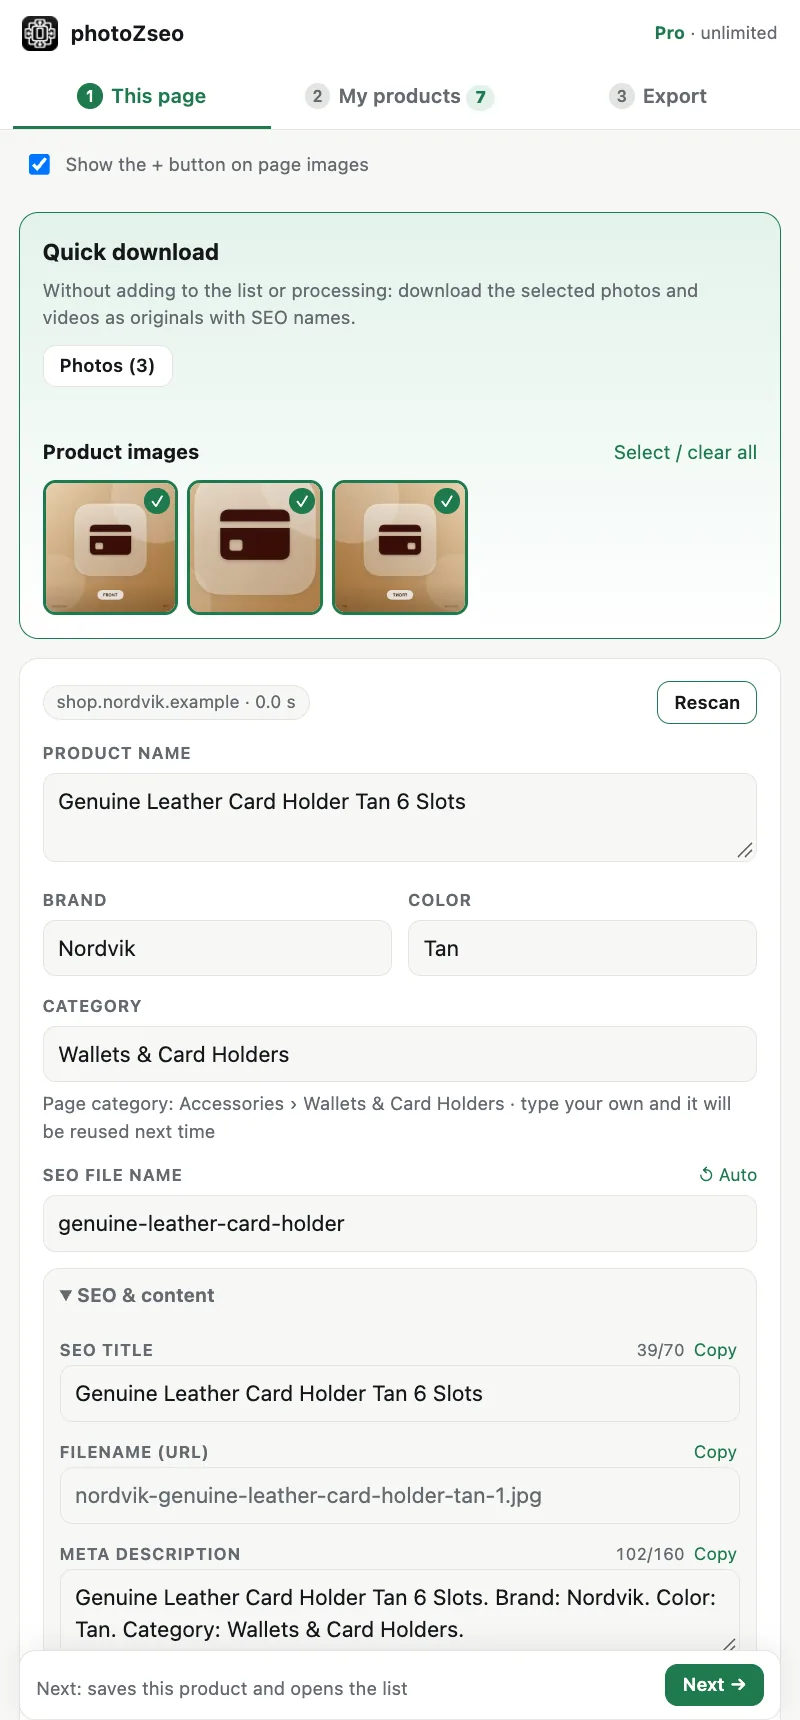 photoZseo
Pro · unlimited
1 This page
2 My products 7
3 Export
Show the + button on page images
Quick download
Without adding to the list or processing: download the selected photos and
videos as originals with SEO names.
Photos (3)
Product images
Select / clear all
FRONT
shop.nordvik.example · 0.0 s
Rescan
PRODUCT NAME
Genuine Leather Card Holder Tan 6 Slots
BRAND
COLOR
Nordvik
Tan
CATEGORY
Wallets & Card Holders
Page category: Accessories › Wallets & Card Holders · type your own and it will
be reused next time
SEO FILE NAME
↺ Auto
genuine-leather-card-holder
▼ SEO & content
SEO TITLE
39/70 Copy
Genuine Leather Card Holder Tan 6 Slots
FILENAME (URL)
Copy
nordvik-genuine-leather-card-holder-tan-1.jpg
META DESCRIPTION
102/160 Copy
Genuine Leather Card Holder Tan 6 Slots. Brand: Nordvik. Color:
Tan. Category: Wallets & Card Holders.
Next: saves this product and opens the list
Next →